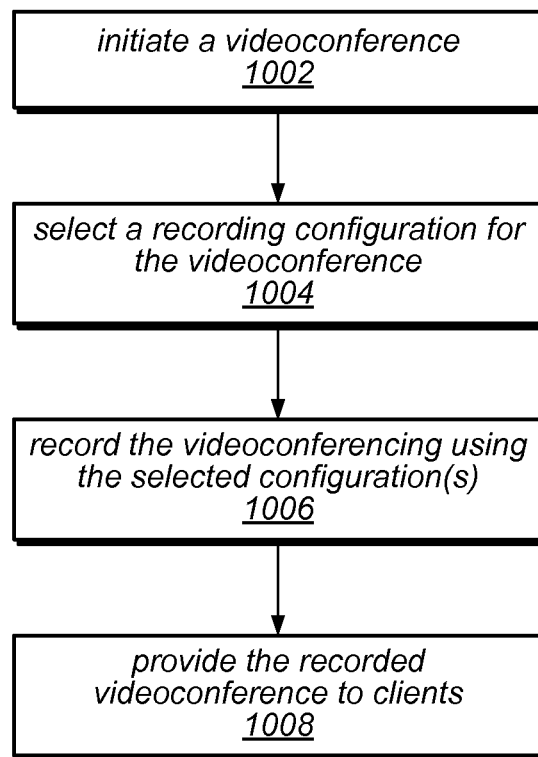 initiate a videoconference
1002
select a recording configuration for
the videoconference
1004
record the videoconferencing using
the selected configuration(s)
1006
provide the recorded
videoconference to clients
1008